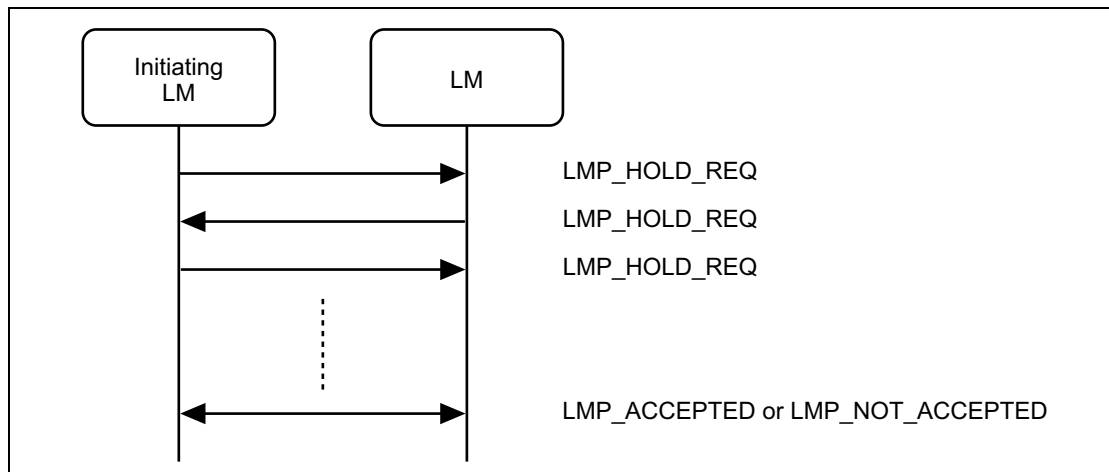 Initiating
LM
LM
LMP_HOLD_REQ
LMP_HOLD_REQ
LMP_HOLD_REQ
LMP_ACCEPTED or LMP_NOT_ACCEPTED